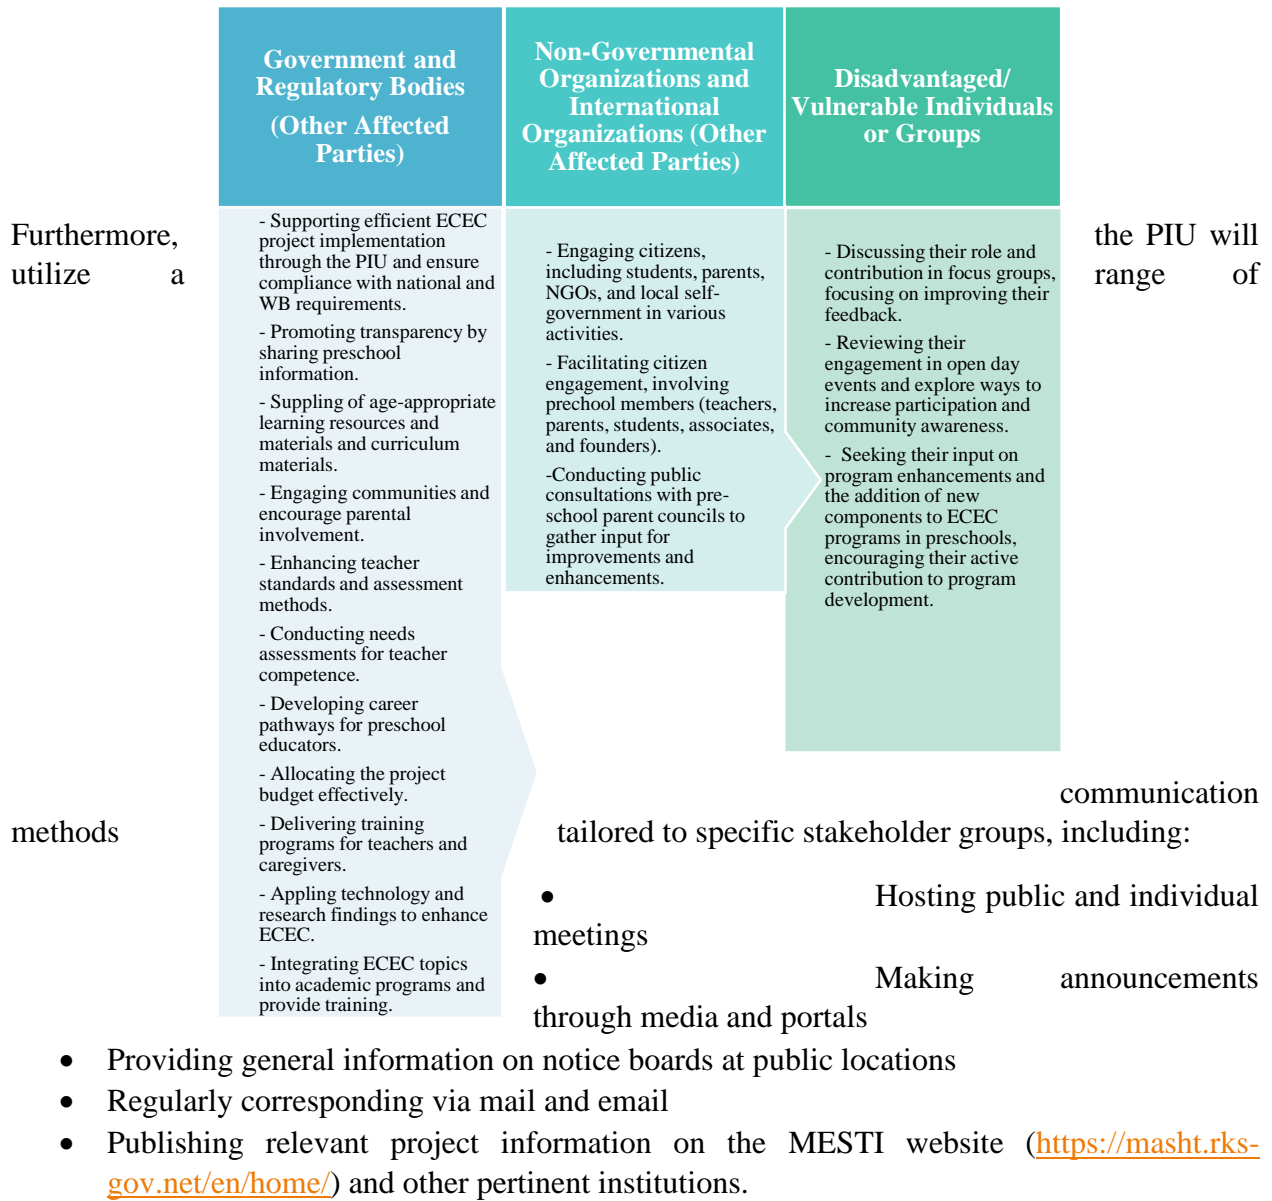 Government and
Regulatory Bodies
(Other Affected
Parties)
Non-Governmental
Organizations and
International
Organizations (Other
Affected Parties)
Disadvantaged/
Vulnerable Individuals
or Groups
- Supporting efficient ECEC
project implementation
through the PIU and ensure
compliance with national and
WB requirements.
- Promoting transparency by
sharing preschool
information.
- Suppling of age-appropriate
learning resources and
materials and curriculum
materials.
- Engaging communities and
encourage parental
involvement.
- Enhancing teacher
standards and assessment
methods.
- Conducting needs
assessments for teacher
competence.
- Developing career
pathways for preschool
educators.
- Allocating the project
budget effectively.
- Delivering training
programs for teachers and
caregivers.
- Appling technology and
research findings to enhance
ECEC.
- Integrating ECEC topics
into academic programs and
provide training.
- Engaging citizens,
including students, parents,
NGOs, and local self-
government in various
activities.
- Facilitating citizen
engagement, involving
prechool members (teachers,
parents, students, associates,
and founders).
-Conducting public
consultations with pre-
school parent councils to
gather input for
improvements and
enhancements.
- Discussing their role and
contribution in focus groups,
focusing on improving their
feedback.
- Reviewing their
engagement in open day
events and explore ways to
increase participation and
community awareness.
- Seeking their input on
program enhancements and
the addition of new
components to ECEC
programs in preschools,
encouraging their active
contribution to program
development.
Furthermore, the PIU will
utilize a range of
communication
methods tailored to specific stakeholder groups, including:
• Hosting public and individual
meetings
• Making announcements
through media and portals
• Providing general information on notice boards at public locations
• Regularly corresponding via mail and email
• Publishing relevant project information on the MESTI website (https://masht.rks-
gov.net/en/home/) and other pertinent institutions.